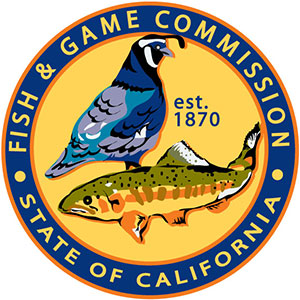 FISH & GAME COMMISSION
est.
1870
• STATE OF CALIFORNIA •